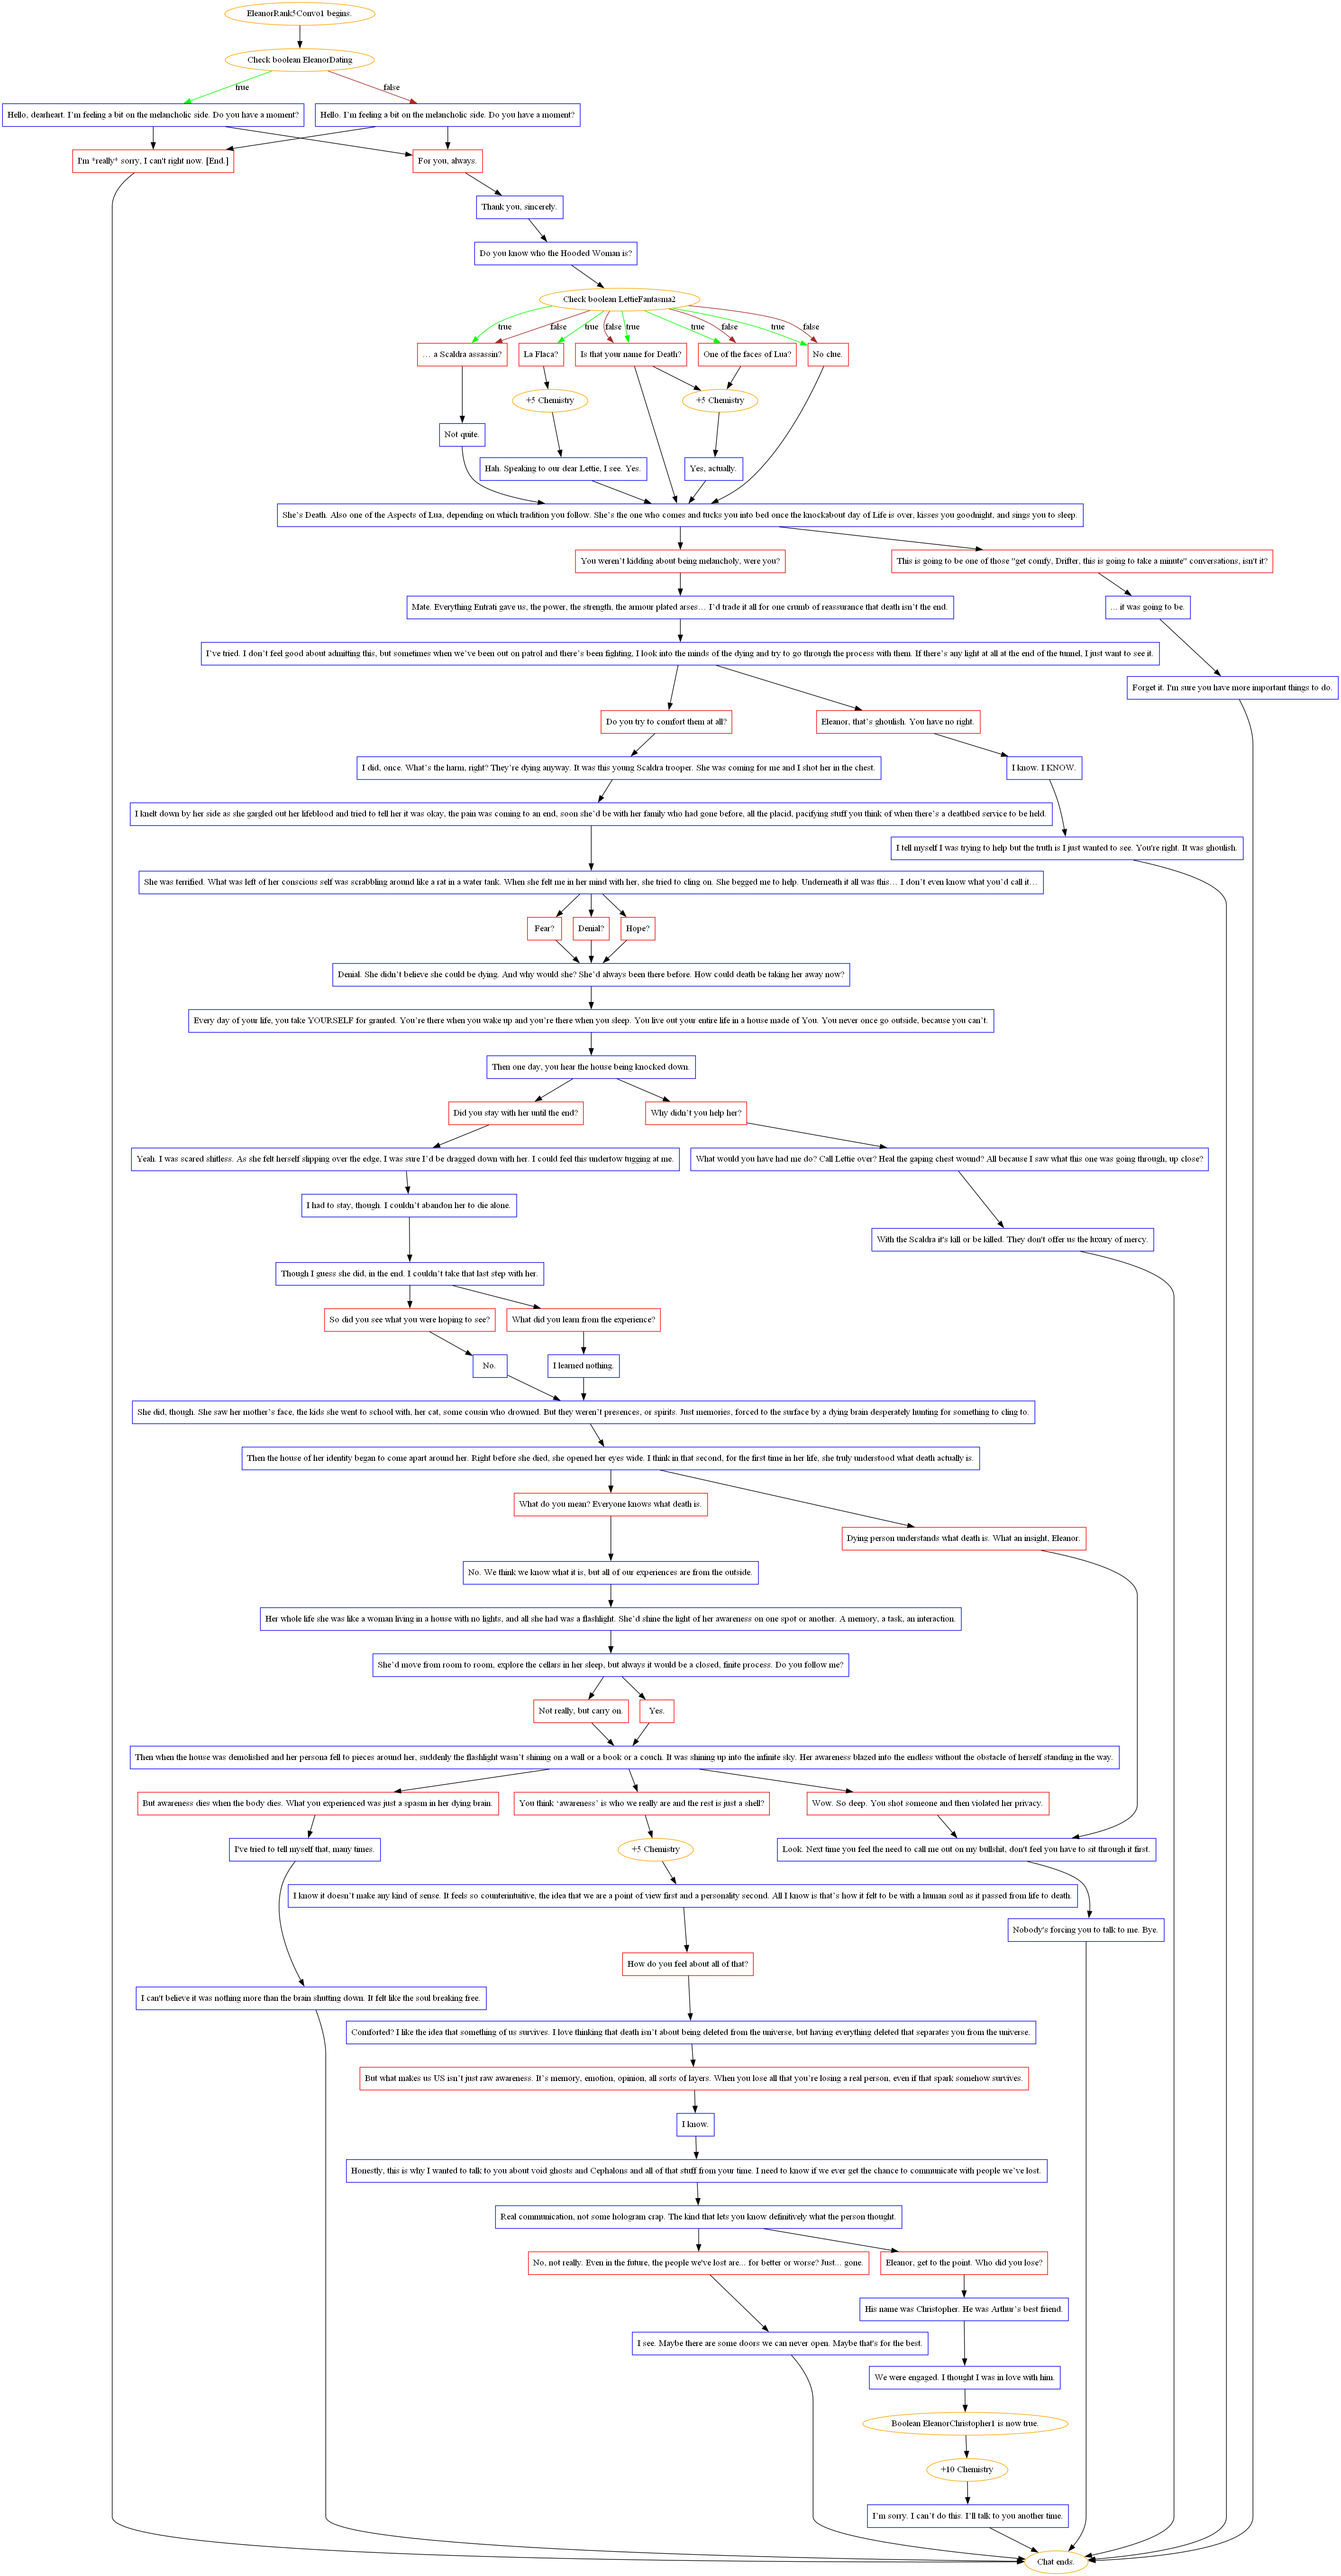 EleanorRank5Convo1 begins.
Check boolean EleanorDating
true
false
Hello, dearheart. I’m feeling a bit on the melancholic side. Do you have a moment?
Hello. I’m feeling a bit on the melancholic side. Do you have a moment?
I'm *really* sorry, I can't right now. [End.]
For you, always.
Thank you, sincerely.
Do you know who the Hooded Woman is?
Check boolean LettieFantasma2
true
false
true
false
true
true
false
true
false
… a Scaldra assassin?
La Flaca?
Is that your name for Death?
One of the faces of Lua?
No clue.
+5 Chemistry
+5 Chemistry
Not quite.
Hah. Speaking to our dear Lettie, I see. Yes.
Yes, actually.
She’s Death. Also one of the Aspects of Lua, depending on which tradition you follow. She’s the one who comes and tucks you into bed once the knockabout day of Life is over, kisses you goodnight, and sings you to sleep.
You weren’t kidding about being melancholy, were you?
This is going to be one of those "get comfy, Drifter, this is going to take a minute" conversations, isn't it?
Mate. Everything Entrati gave us, the power, the strength, the armour plated arses… I’d trade it all for one crumb of reassurance that death isn’t the end.
... it was going to be.
I’ve tried. I don’t feel good about admitting this, but sometimes when we’ve been out on patrol and there’s been fighting, I look into the minds of the dying and try to go through the process with them. If there’s any light at all at the end of the tunnel, I just want to see it.
Forget it. I'm sure you have more important things to do.
Do you try to comfort them at all?
Eleanor, that’s ghoulish. You have no right.
I did, once. What’s the harm, right? They’re dying anyway. It was this young Scaldra trooper. She was coming for me and I shot her in the chest.
I know. I KNOW.
I knelt down by her side as she gargled out her lifeblood and tried to tell her it was okay, the pain was coming to an end, soon she’d be with her family who had gone before, all the placid, pacifying stuff you think of when there’s a deathbed service to be held.
I tell myself I was trying to help but the truth is I just wanted to see. You're right. It was ghoulish.
She was terrified. What was left of her conscious self was scrabbling around like a rat in a water tank. When she felt me in her mind with her, she tried to cling on. She begged me to help. Underneath it all was this… I don’t even know what you’d call it…
Fear?
Denial?
Hope?
Denial. She didn’t believe she could be dying. And why would she? She’d always been there before. How could death be taking her away now?
Every day of your life, you take YOURSELF for granted. You’re there when you wake up and you’re there when you sleep. You live out your entire life in a house made of You. You never once go outside, because you can’t.
Then one day, you hear the house being knocked down.
Did you stay with her until the end?
Why didn’t you help her?
Yeah. I was scared shitless. As she felt herself slipping over the edge, I was sure I’d be dragged down with her. I could feel this undertow tugging at me.
What would you have had me do? Call Lettie over? Heal the gaping chest wound? All because I saw what this one was going through, up close?
I had to stay, though. I couldn’t abandon her to die alone.
With the Scaldra it's kill or be killed. They don't offer us the luxury of mercy.
Though I guess she did, in the end. I couldn’t take that last step with her.
So did you see what you were hoping to see?
What did you learn from the experience?
No.
I learned nothing.
She did, though. She saw her mother’s face, the kids she went to school with, her cat, some cousin who drowned. But they weren’t presences, or spirits. Just memories, forced to the surface by a dying brain desperately hunting for something to cling to.
Then the house of her identity began to come apart around her. Right before she died, she opened her eyes wide. I think in that second, for the first time in her life, she truly understood what death actually is.
What do you mean? Everyone knows what death is.
Dying person understands what death is. What an insight, Eleanor.
No. We think we know what it is, but all of our experiences are from the outside.
Her whole life she was like a woman living in a house with no lights, and all she had was a flashlight. She’d shine the light of her awareness on one spot or another. A memory, a task, an interaction.
She’d move from room to room, explore the cellars in her sleep, but always it would be a closed, finite process. Do you follow me?
Not really, but carry on.
Yes.
Then when the house was demolished and her persona fell to pieces around her, suddenly the flashlight wasn’t shining on a wall or a book or a couch. It was shining up into the infinite sky. Her awareness blazed into the endless without the obstacle of herself standing in the way.
But awareness dies when the body dies. What you experienced was just a spasm in her dying brain.
You think ‘awareness’ is who we really are and the rest is just a shell?
Wow. So deep. You shot someone and then violated her privacy.
I've tried to tell myself that, many times.
+5 Chemistry
Look. Next time you feel the need to call me out on my bullshit, don't feel you have to sit through it first.
I know it doesn’t make any kind of sense. It feels so counterintuitive, the idea that we are a point of view first and a personality second. All I know is that’s how it felt to be with a human soul as it passed from life to death.
Nobody's forcing you to talk to me. Bye.
How do you feel about all of that?
I can't believe it was nothing more than the brain shutting down. It felt like the soul breaking free.
Comforted? I like the idea that something of us survives. I love thinking that death isn’t about being deleted from the universe, but having everything deleted that separates you from the universe.
But what makes us US isn’t just raw awareness. It’s memory, emotion, opinion, all sorts of layers. When you lose all that you’re losing a real person, even if that spark somehow survives.
I know.
Honestly, this is why I wanted to talk to you about void ghosts and Cephalons and all of that stuff from your time. I need to know if we ever get the chance to communicate with people we’ve lost.
Real communication, not some hologram crap. The kind that lets you know definitively what the person thought.
No, not really. Even in the future, the people we've lost are... for better or worse? Just... gone.
Eleanor, get to the point. Who did you lose?
His name was Christopher. He was Arthur’s best friend.
I see. Maybe there are some doors we can never open. Maybe that's for the best.
We were engaged. I thought I was in love with him.
Boolean EleanorChristopher1 is now true.
+10 Chemistry
I’m sorry. I can’t do this. I’ll talk to you another time.
Chat ends.